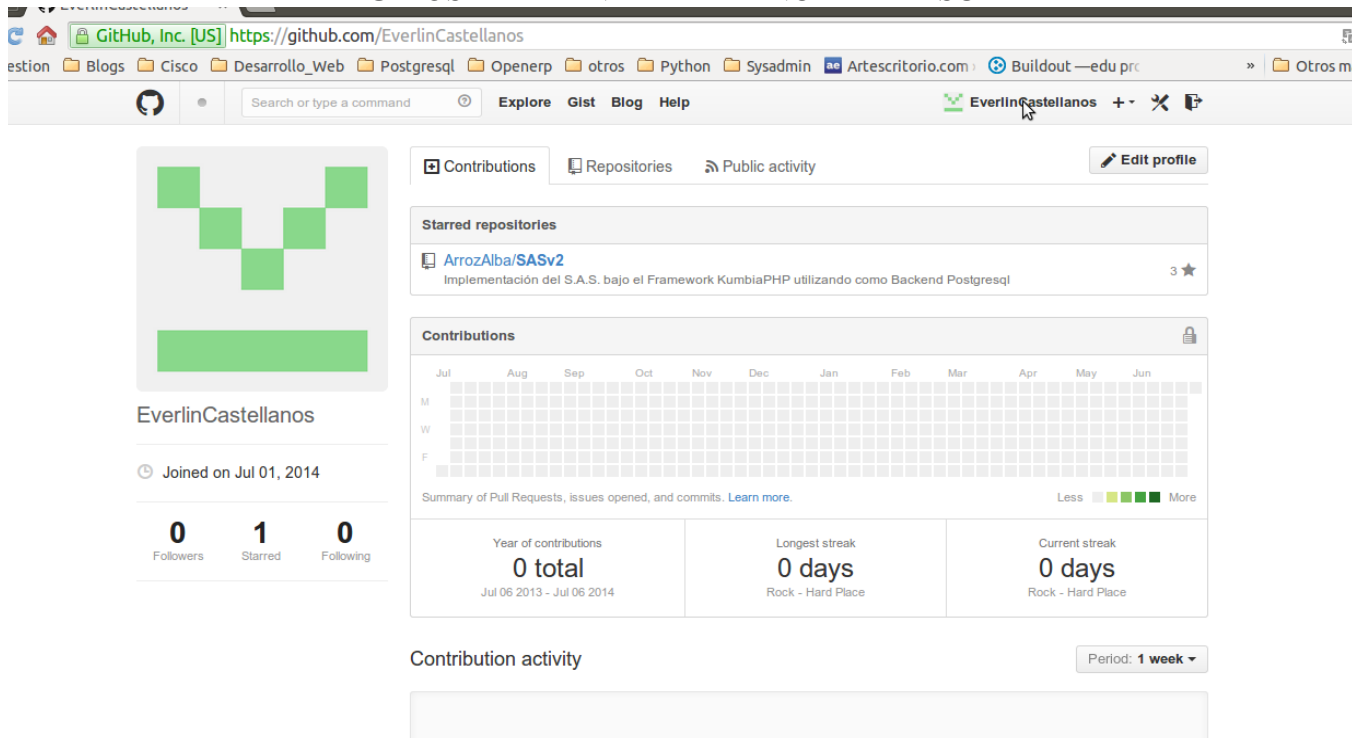 GitHub, Inc. [US] https://github.com/EverlinCastellanos
estion Blogs Cisco Desarrollo_Web Postgresql Openerp otros Python Sysadmin ae Artescritorio.com Buildout —edu pro » Otros m
Search or type a command Explore Gist Blog Help EverlinCastellanos
Contributions Repositories Public activity Edit profile
Starred repositories
ArrozAlba/SASv2
Implementación del S.A.S. bajo el Framework KumbiaPHP utilizando como Backend Postgresql
3
Contributions
Jul Aug Sep Oct Nov Dec Jan Feb Mar Apr May Jun
M
W
F
Summary of Pull Requests, issues opened, and commits. Learn more. Less More
Year of contributions
0 total
Jul 06 2013 - Jul 06 2014
Longest streak
0 days
Rock - Hard Place
Current streak
0 days
Rock - Hard Place
EverlinCastellanos
Joined on Jul 01, 2014
0 1 0
Followers Starred Following
Contribution activity Period: 1 week